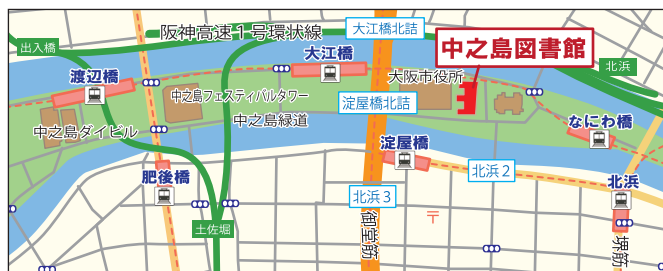 阪神高速1号環状線
大江橋北詰
中之島図書館
出入橋
大江橋
北浜
渡辺橋
大阪市役所
中之島フェスティバルタワー
淀屋橋北詰
中之島ダイビル
中之島緑道
なにわ橋
淀屋橋
肥後橋
北浜2
北浜
北浜3
〒
土佐堀
御堂筋
堺筋